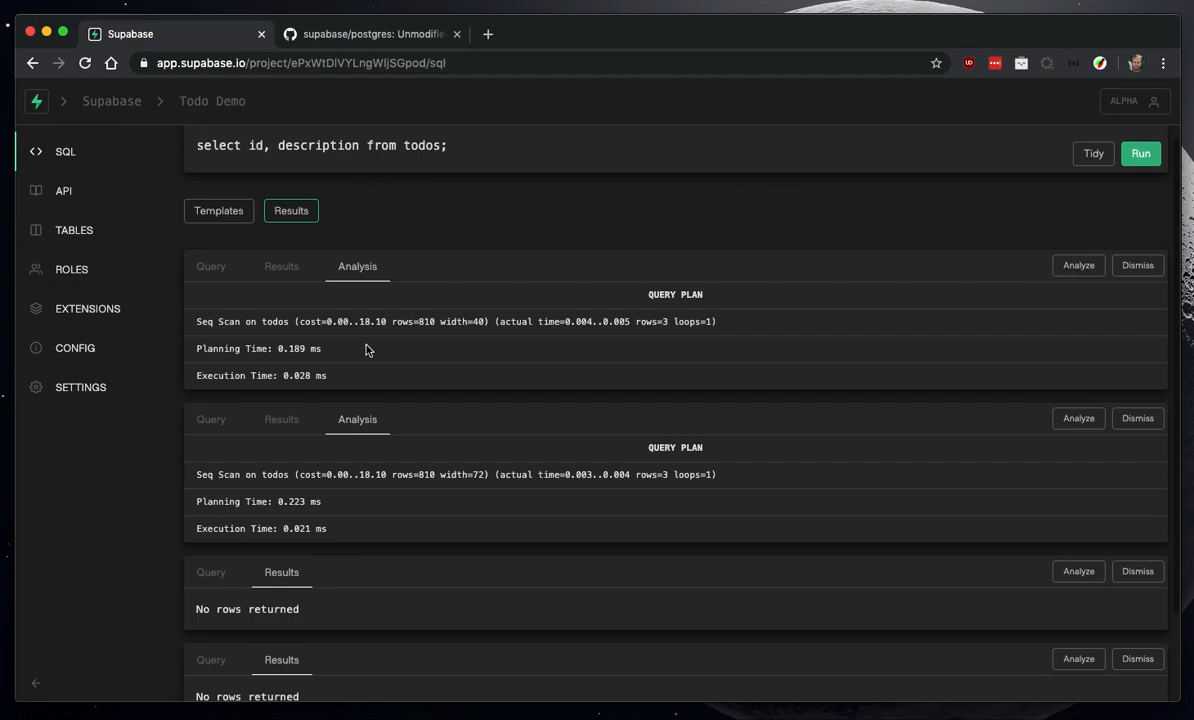 Supabase
supabase/postgres: Unmodifie
app.supabase.io/project/ePxWtDlVYLngWIjSGpod/sql
Supabase
Todo Demo
ALPHA
SQL
API
TABLES
ROLES
EXTENSIONS
CONFIG
SETTINGS
select id, description from todos;
Tidy
Run
Templates
Results
Query
Results
Analysis
Analyze
Dismiss
QUERY PLAN
Seq Scan on todos (cost=0.00..18.10 rows=810 width=40) (actual time=0.004..0.005 rows=3 loops=1)
Planning Time: 0.189 ms
Execution Time: 0.028 ms
Query
Results
Analysis
Analyze
Dismiss
QUERY PLAN
Seq Scan on todos (cost=0.00..18.10 rows=810 width=72) (actual time=0.003..0.004 rows=3 loops=1)
Planning Time: 0.223 ms
Execution Time: 0.021 ms
Query
Results
Analyze
Dismiss
No rows returned
Query
Results
Analyze
Dismiss
No rows returned